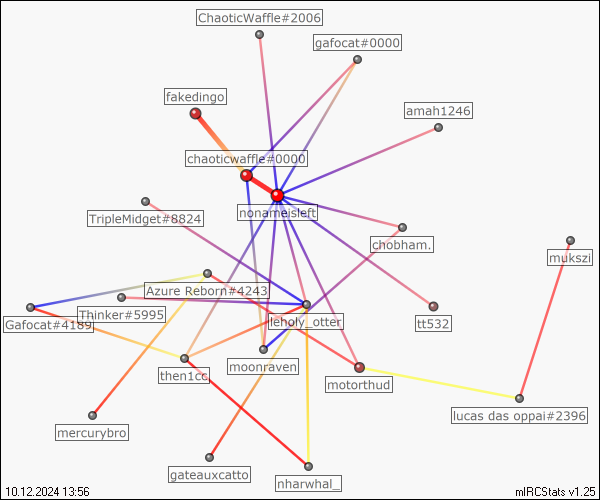 ChaoticWaffle#2006
gafocat#0000
fakedingo
amah1246
chaoticwaffle#0000
nonameisleft
TripleMidget#8824
chobham.
mukszi
Azure Reborn#4243
Thinker#5995
Gafocat#4189
leholy_otter
tt532
moonraven
then1cc
motorthud
lucas das oppai#2396
mercurybro
gateauxcatto
nharwhal_
10.12.2024 13:56
mIRCStats v1.25